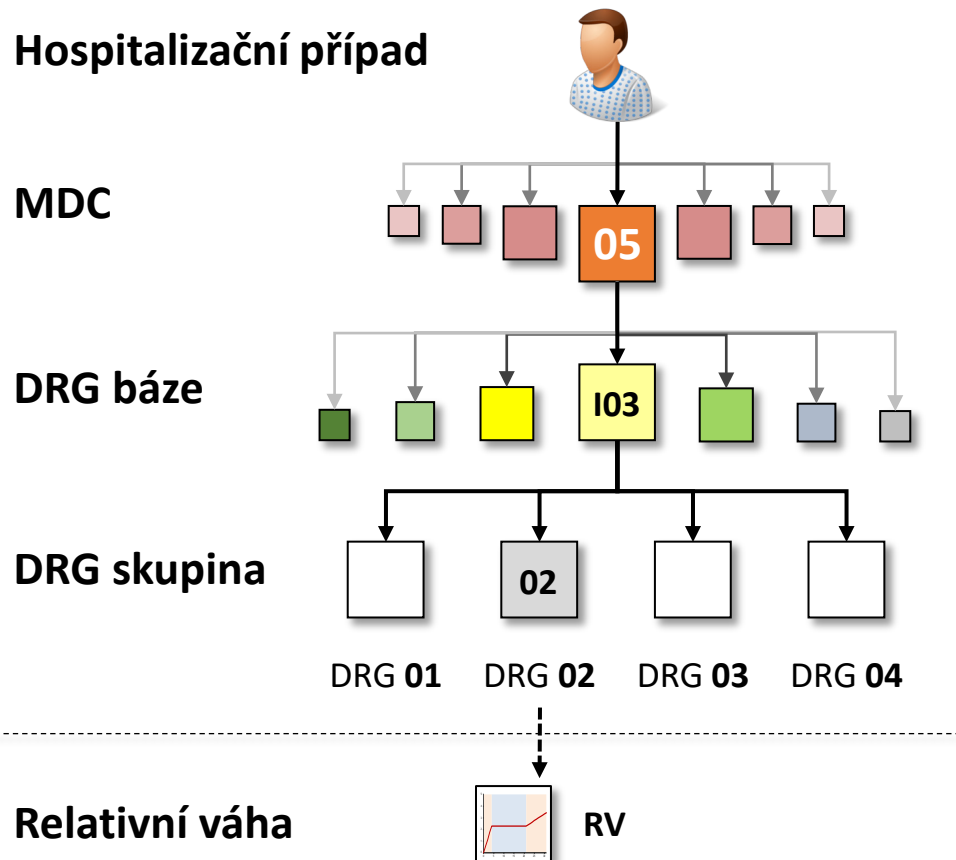 Hospitalizační případ
MDC
05
DRG báze
I03
DRG skupina
02
DRG 01 DRG 02 DRG 03 DRG 04
Relativní váha
RV